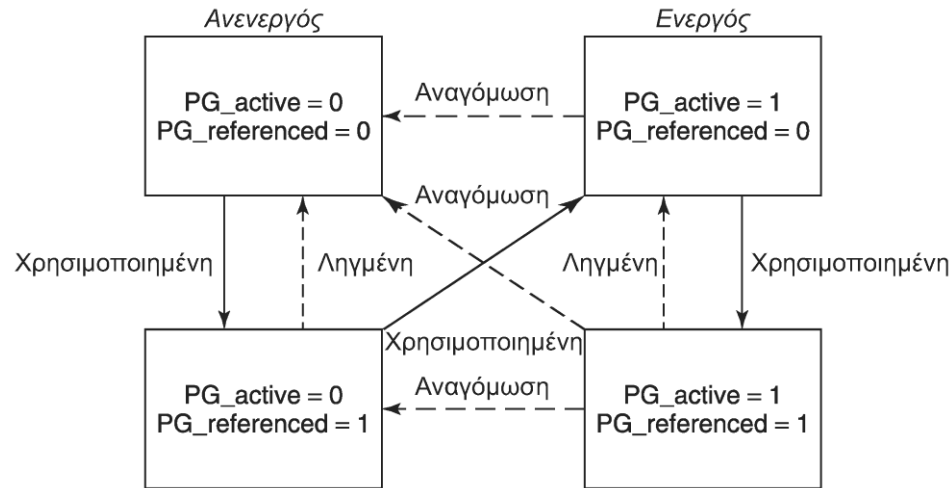 Ανενεργός
Ενεργός
PG_active = 0
PG_referenced = 0
Αναγόμωση
PG_active = 1
PG_referenced = 0
Αναγόμωση
Χρησιμοποιημένη
Ληγμένη
Ληγμένη
Χρησιμοποιημένη
Χρησιμοποιημένη
Αναγόμωση
PG_active = 0
PG_referenced = 1
PG_active = 1
PG_referenced = 1